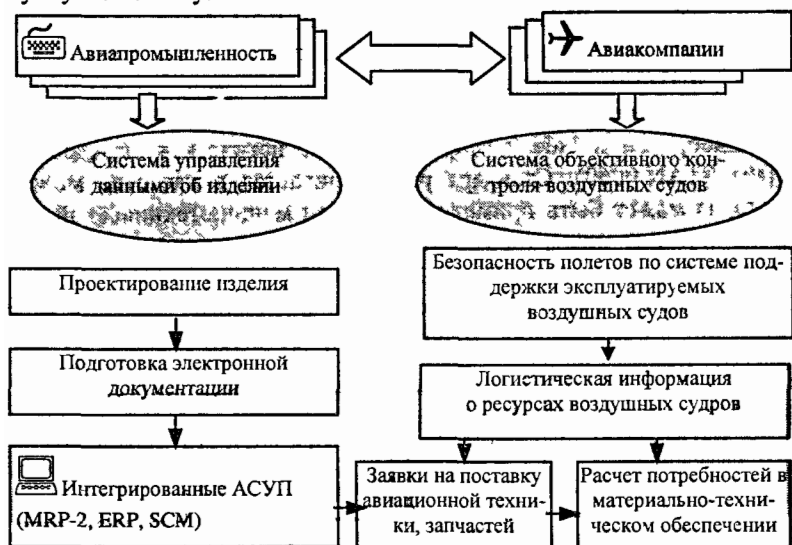 Авиапромышленность
Авиакомпании
Система управления
данными об изделии
Система объективного кон-
троля воздушных судов
Проектирование изделия
Подготовка электронной
документации
Интегрированные АСУП
(MRP-2, ERP, SCM)
Безопасность полетов по системе под-
держки эксплуатируемых
воздушных судов
Логистическая информация
о ресурсах воздушных судров
Заявки на поставку
авиационной техни-
ки, запчастей
Расчет потребностей в
материально-техни-
ческом обеспечении